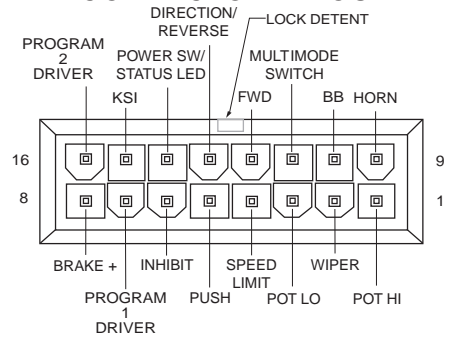 DIRECTION/
REVERSE
LOCK DETENT
PROGRAM
2
DRIVER
POWER SW/
STATUS LED
MULTIMODE
SWITCH
KSI
FWD
BB
HORN
16
9
8
1
BRAKE +
INHIBIT
SPEED
LIMIT
WIPER
PROGRAM
1
DRIVER
PUSH
POT LO
POT HI